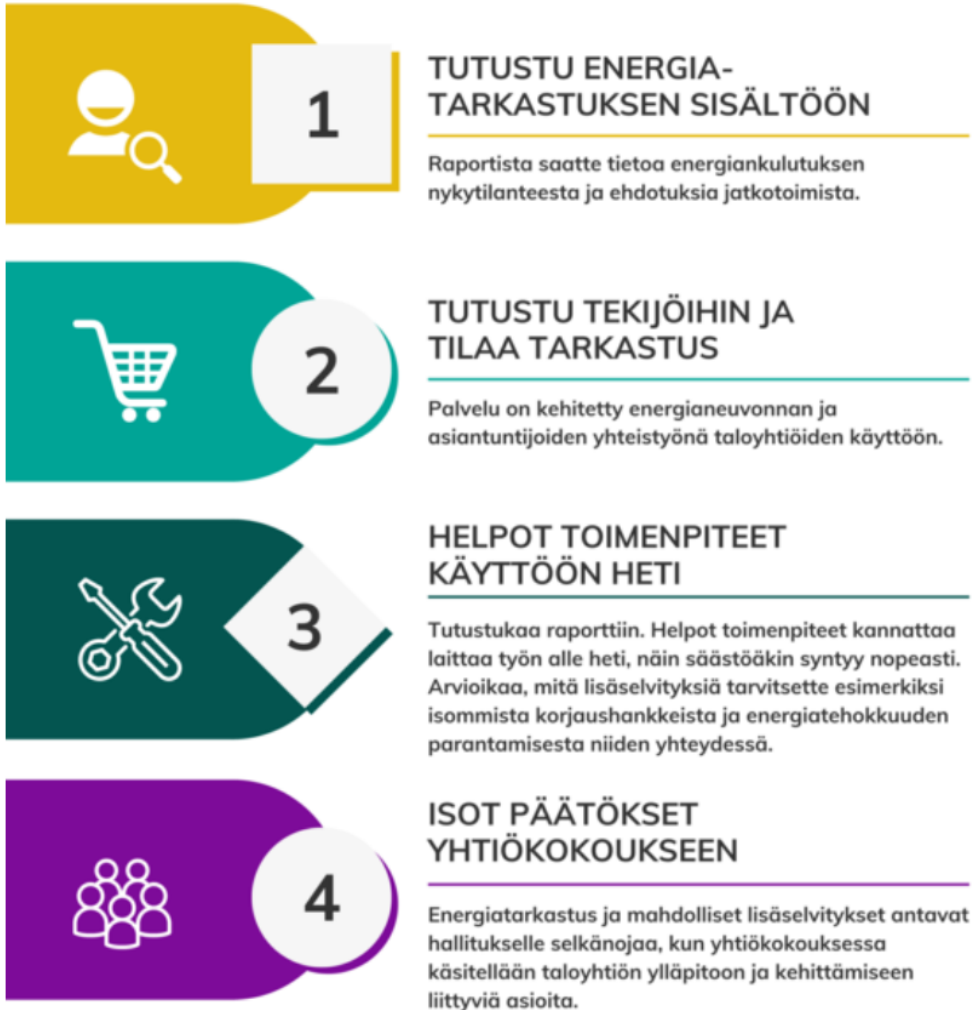 1
TUTUSTU ENERGIA-
TARKASTUKSEN SISÄLTÖÖN
Raportista saatte tietoa energiankulutuksen
nykytilanteesta ja ehdotuksia jatkotoimista.
2
TUTUSTU TEKIJÖIHIN JA
TILAA TARKASTUS
Palvelu on kehitetty energianeuvonnan ja
asiantuntijoiden yhteistyönä taloyhtiöiden käyttöön.
3
HELPOT TOIMENPITEET
KÄYTTÖÖN HETI
Tutustukaa raporttiin. Helpot toimenpiteet kannattaa
laittaa työn alle heti, näin säästöäkin syntyy nopeasti.
Arvioikaa, mitä lisäselvityksiä tarvitsette esimerkiksi
isommista korjaushankkeista ja energiatehokkuuden
parantamisesta niiden yhteydessä.
4
ISOT PÄÄTÖKSET
YHTIÖKOKOUKSEEN
Energiatarkastus ja mahdolliset lisäselvitykset antavat
hallitukselle selkänojaa, kun yhtiökokouksessa
käsitellään taloyhtiön ylläpitoon ja kehittämiseen
liittyviä asioita.